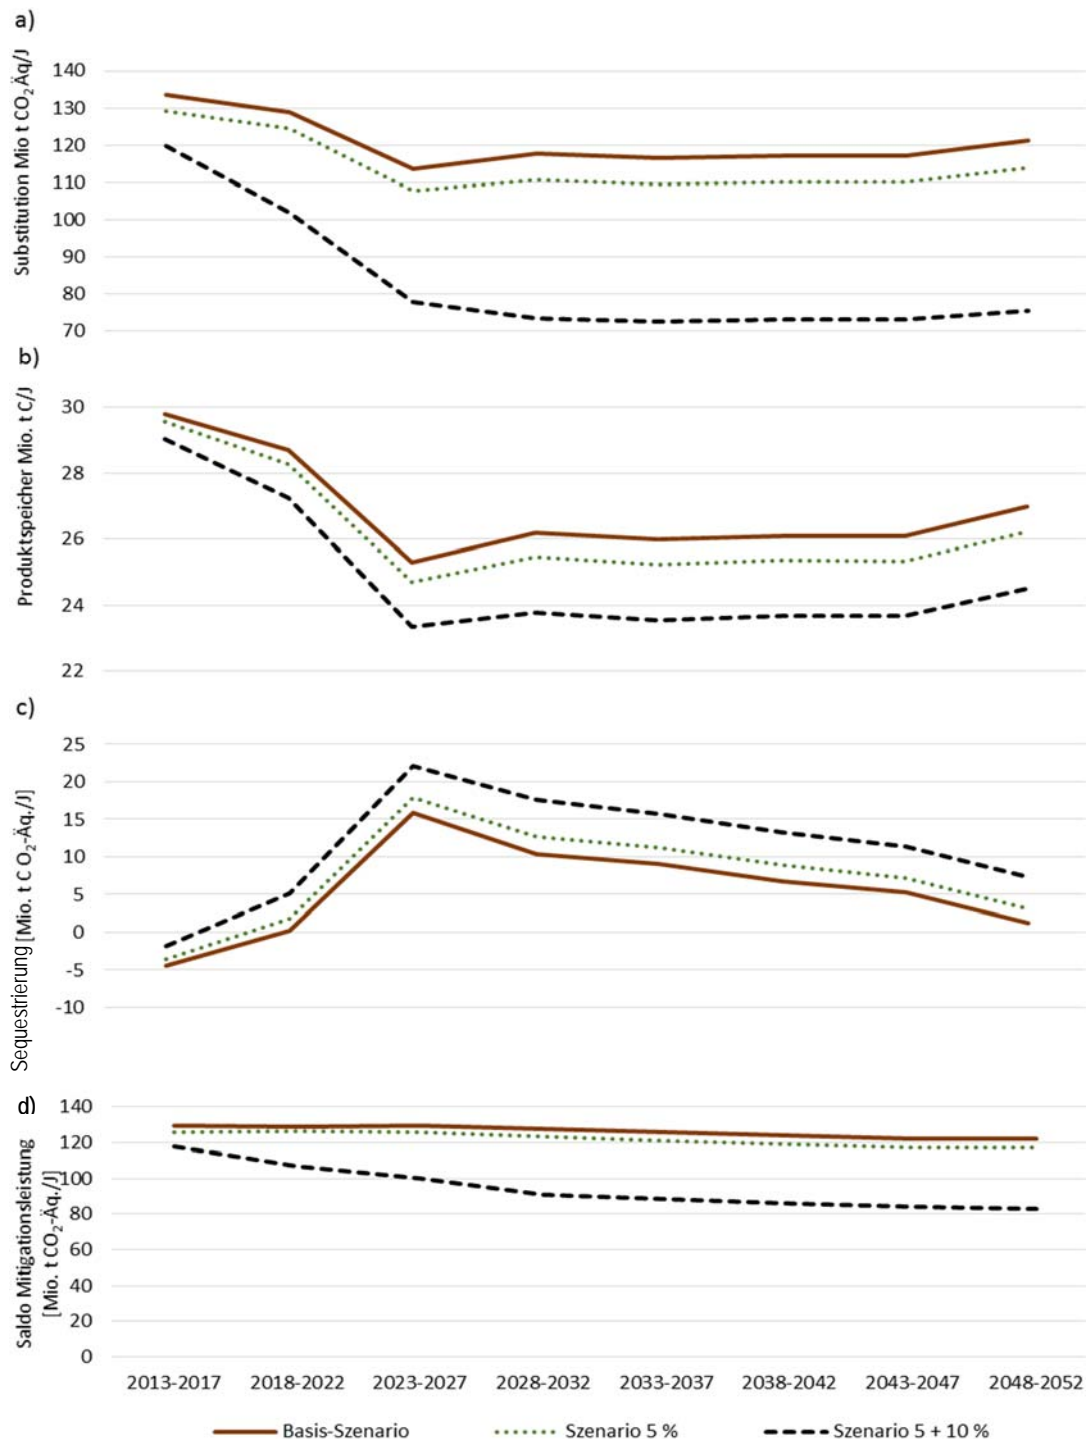 a)
Substitution Mio t CO₂Äq/J
140
130
120
110
100
90
80
70
b)
Produktspeicher Mio. t C/J
30
28
26
24
22
c)
Sequestrierung [Mio. t C O₂-Äq./J]
25
20
15
10
5
0
-5
-10
d)
Saldo Mitigationsleistung
[Mio. t CO₂-Äq./J]
140
120
100
80
60
40
20
0
2013-2017 2018-2022 2023-2027 2028-2032 2033-2037 2038-2042 2043-2047 2048-2052
Basis-Szenario Szenario 5 % Szenario 5 + 10 %